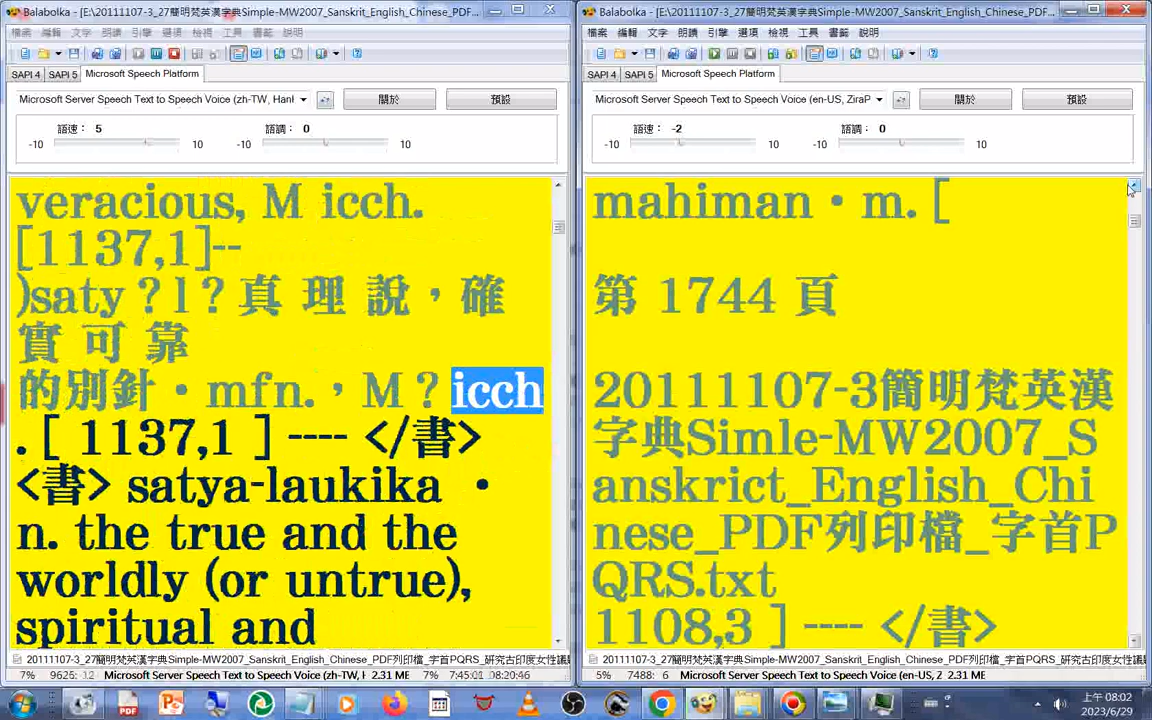 Balabolka - [E:\20111107-3_27簡明梵英漢字典Simple-MW2007_Sanskrit_English_Chinese_PDF...
檔案 編輯 文字 朗讀 引擎 選項 檢視 工具 書籤 說明
SAPI 4 SAPI 5 Microsoft Speech Platform
Microsoft Server Speech Text to Speech Voice (zh-TW, Hanl
關於 預設
語速： 5 語調： 0
-10 10 -10 10
veracious, M icch.
[1137,1]--
)saty ? l ? 真 理 說，確
實 可 靠
的別針・mfn.，M ? icch
. [ 1137,1 ] ---- </書>
<書> satya-laukika ・
n. the true and the
worldly (or untrue),
spiritual and
20111107-3_27簡明梵英漢字典Simple-MW2007_Sanskrit_English_Chinese_PDF列印檔_字首PQRS_研究古印度女性議
7% 9626: 12 Microsoft Server Speech Text to Speech Voice (zh-TW, H 2.31 ME
Balabolka - [E:\20111107-3_27簡明梵英漢字典Simple-MW2007_Sanskrit_English_Chinese_PDF...
檔案 編輯 文字 朗讀 引擎 選項 檢視 工具 書籤 說明
SAPI 4 SAPI 5 Microsoft Speech Platform
Microsoft Server Speech Text to Speech Voice (en-US, ZiraP
關於 預設
語速： -2 語調： 0
-10 10 -10 10
mahiman・m. [
第 1744 頁
20111107-3簡明梵英漢
字典Simle-MW2007_S
anskrict_English_Chi
nese_PDF列印檔_字首P
QRS.txt
1108,3 ] ---- </書>
20111107-3_27簡明梵英漢字典Simple-MW2007_Sanskrit_English_Chinese_PDF列印檔_字首PQRS_研究古印度女性議
7% 7:45:01 08:20:46
5% 7488: 6 Microsoft Server Speech Text to Speech Voice (en-US, Z 2.31 ME
上午 08:02
2023/6/29